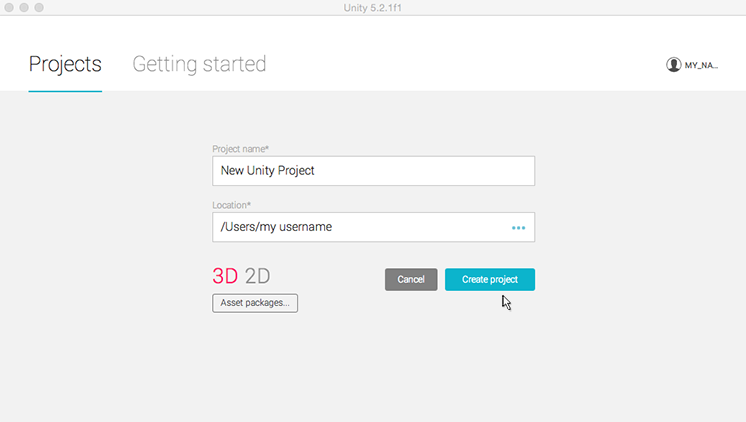 Unity 5.2.1f1
Projects Getting started
MY_NA...
Project name*
New Unity Project
Location*
/Users/my username
3D 2D
Cancel Create project
Asset packages...